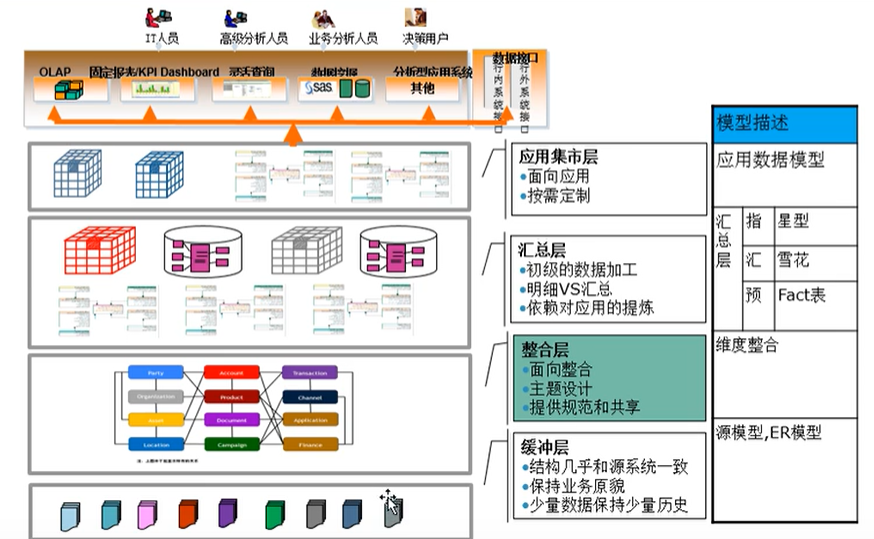 IT人员
高级分析人员
业务分析人员
决策用户
OLAP
固定报表/KPI Dashboard
灵活查询
数据挖掘
分析型应用系统
数据接口
sas
其他
行内系统接口
行外系统接口
应用集市层
面向应用
按需定制
汇总层
初级的数据加工
明细VS汇总
依赖对应用的提炼
Party
Account
Transaction
Organization
Product
Channel
Asset
Document
Application
Location
Campaign
Finance
整合层
面向整合
主题设计
提供规范和共享
缓冲层
结构几乎和源系统一致
保持业务原貌
少量数据保持少量历史
模型描述
应用数据模型
汇总层
指
星型
汇
雪花
预
Fact表
维度整合
源模型,ER模型